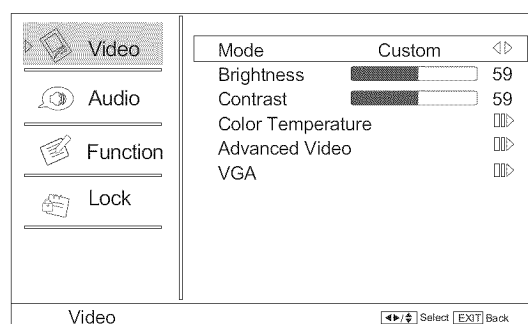 Video
Audio
Function
Lock
Mode Custom
Brightness 59
Contrast 59
Color Temperature
Advanced Video
VGA
Video
Select EXIT Back